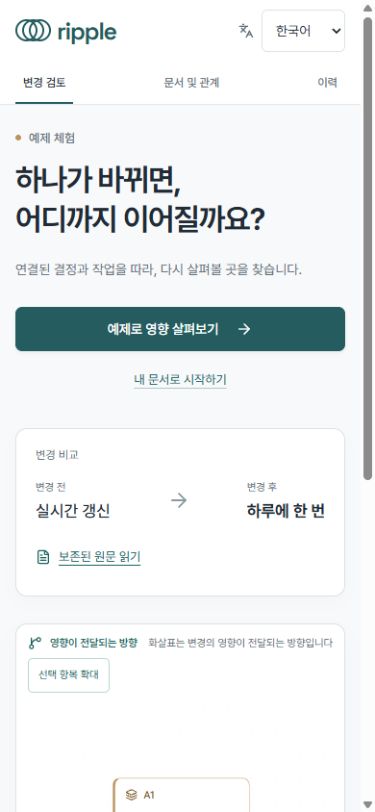 ripple
한국어
변경 검토
문서 및 관계
이력
예제 체험
하나가 바뀌면,
어디까지 이어질까요?
연결된 결정과 작업을 따라, 다시 살펴볼 곳을 찾습니다.
예제로 영향 살펴보기 →
내 문서로 시작하기
변경 비교
변경 전
실시간 갱신
→
변경 후
하루에 한 번
보존된 원문 읽기
영향이 전달되는 방향 화살표는 변경의 영향이 전달되는 방향입니다
선택 항목 확대
A1